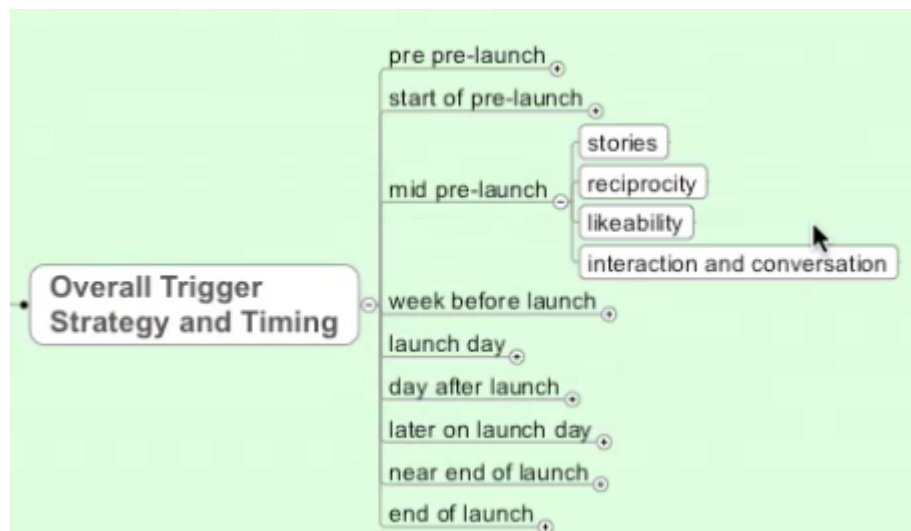 pre pre-launch
start of pre-launch
mid pre-launch
stories
reciprocity
likeability
interaction and conversation
Overall Trigger
Strategy and Timing
week before launch
launch day
day after launch
later on launch day
near end of launch
end of launch